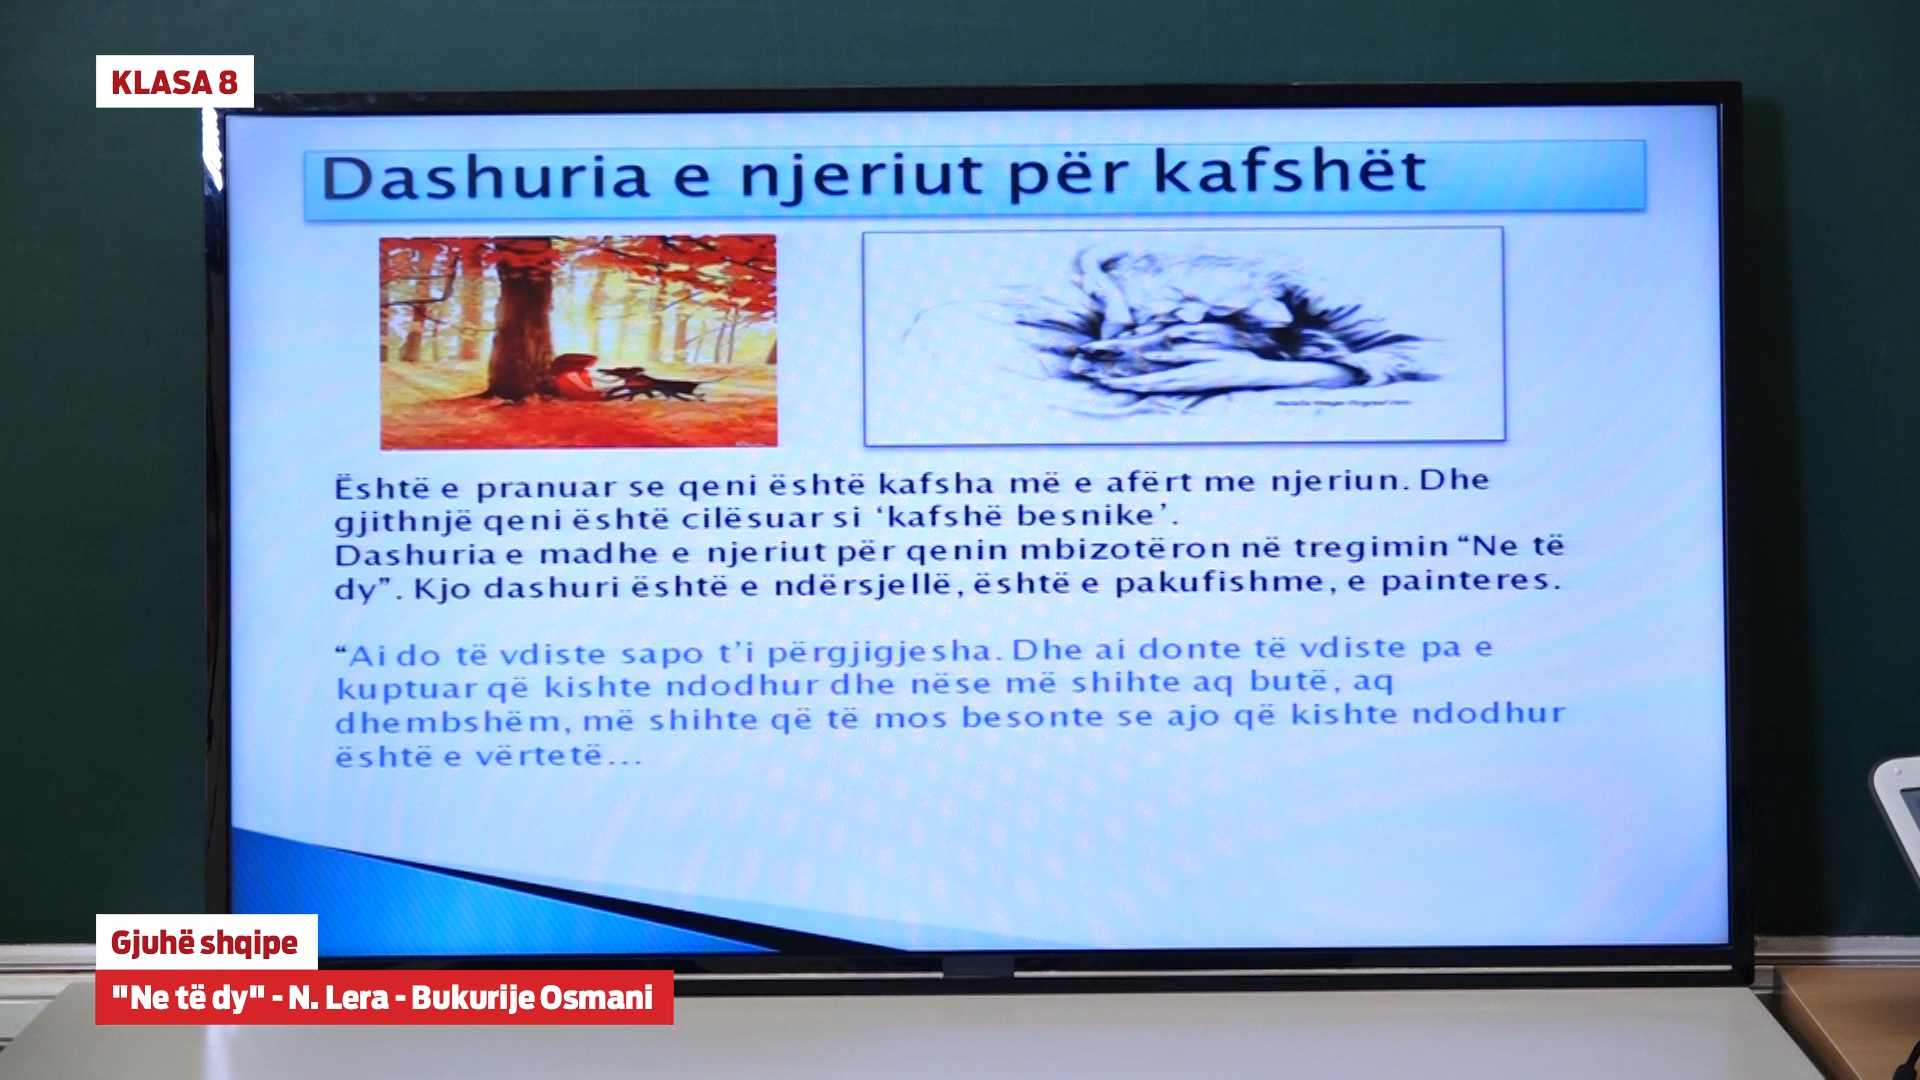 KLASA 8
Dashuria e njeriut për kafshët
Është e pranuar se qeni është kafsha më e afërt me njeriun. Dhe
gjithnjë qeni është cilësuar si ‘kafshë besnike’.
Dashuria e madhe e njeriut për qenin mbizotëron në tregimin “Ne të
dy”. Kjo dashuri është e ndërsjellë, është e pakufishme, e painteres.
“Ai do të vdiste sapo t’i përgjigjesha. Dhe ai donte të vdiste pa e
kuptuar që kishte ndodhur dhe nëse më shihte aq butë, aq
dhembshëm, më shihte që të mos besonte se ajo që kishte ndodhur
është e vërtetë...
Gjuhë shqipe
"Ne të dy" - N. Lera - Bukurije Osmani